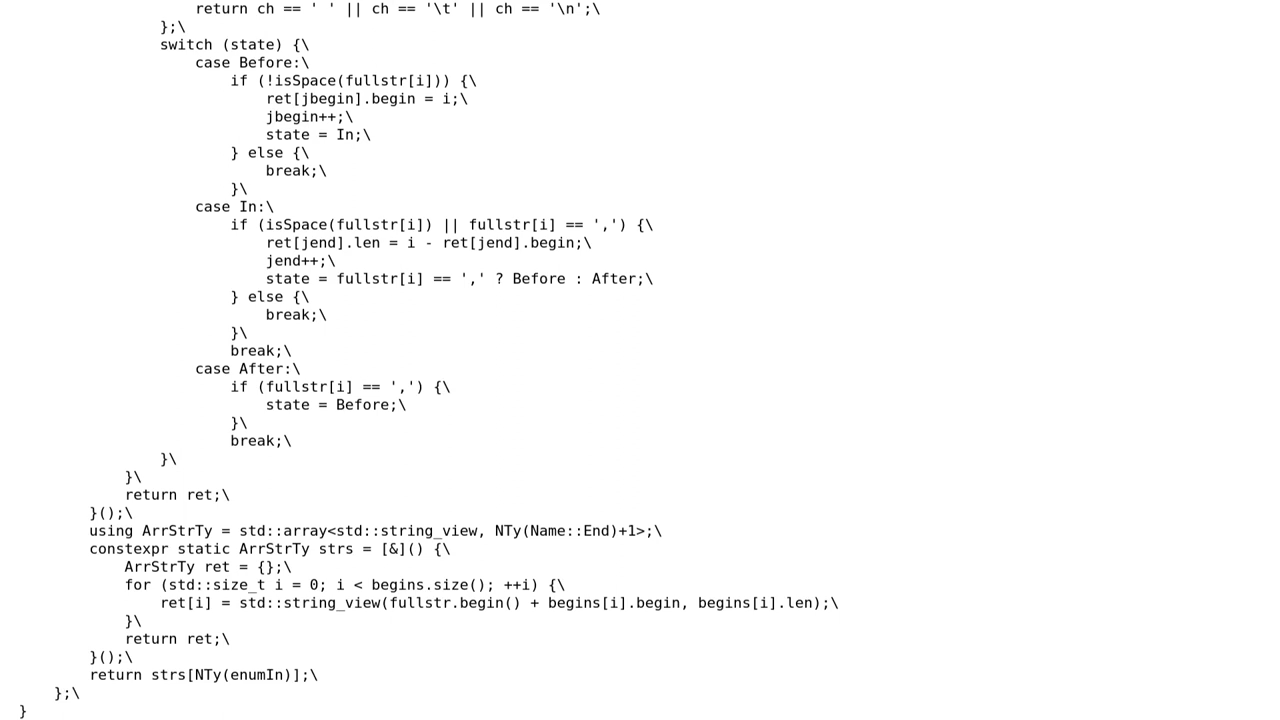 return ch == ' ' || ch == '\t' || ch == '\n';\
                };\
                switch (state) {\
                    case Before:\
                        if (!isSpace(fullstr[i])) {\
                            ret[jbegin].begin = i;\
                            jbegin++;\
                            state = In;\
                        } else {\
                            break;\
                        }\
                    case In:\
                        if (isSpace(fullstr[i]) || fullstr[i] == ',') {\
                            ret[jend].len = i - ret[jend].begin;\
                            jend++;\
                            state = fullstr[i] == ',' ? Before : After;\
                        } else {\
                            break;\
                        }\
                        break;\
                    case After:\
                        if (fullstr[i] == ',') {\
                            state = Before;\
                        }\
                        break;\
                }\
            }\
            return ret;\
        }();\
        using ArrStrTy = std::array<std::string_view, NTy(Name::End)+1>;\
        constexpr static ArrStrTy strs = [&]() {\
            ArrStrTy ret = {};\
            for (std::size_t i = 0; i < begins.size(); ++i) {\
                ret[i] = std::string_view(fullstr.begin() + begins[i].begin, begins[i].len);\
            }\
            return ret;\
        }();\
        return strs[NTy(enumIn)];\
    };\
}